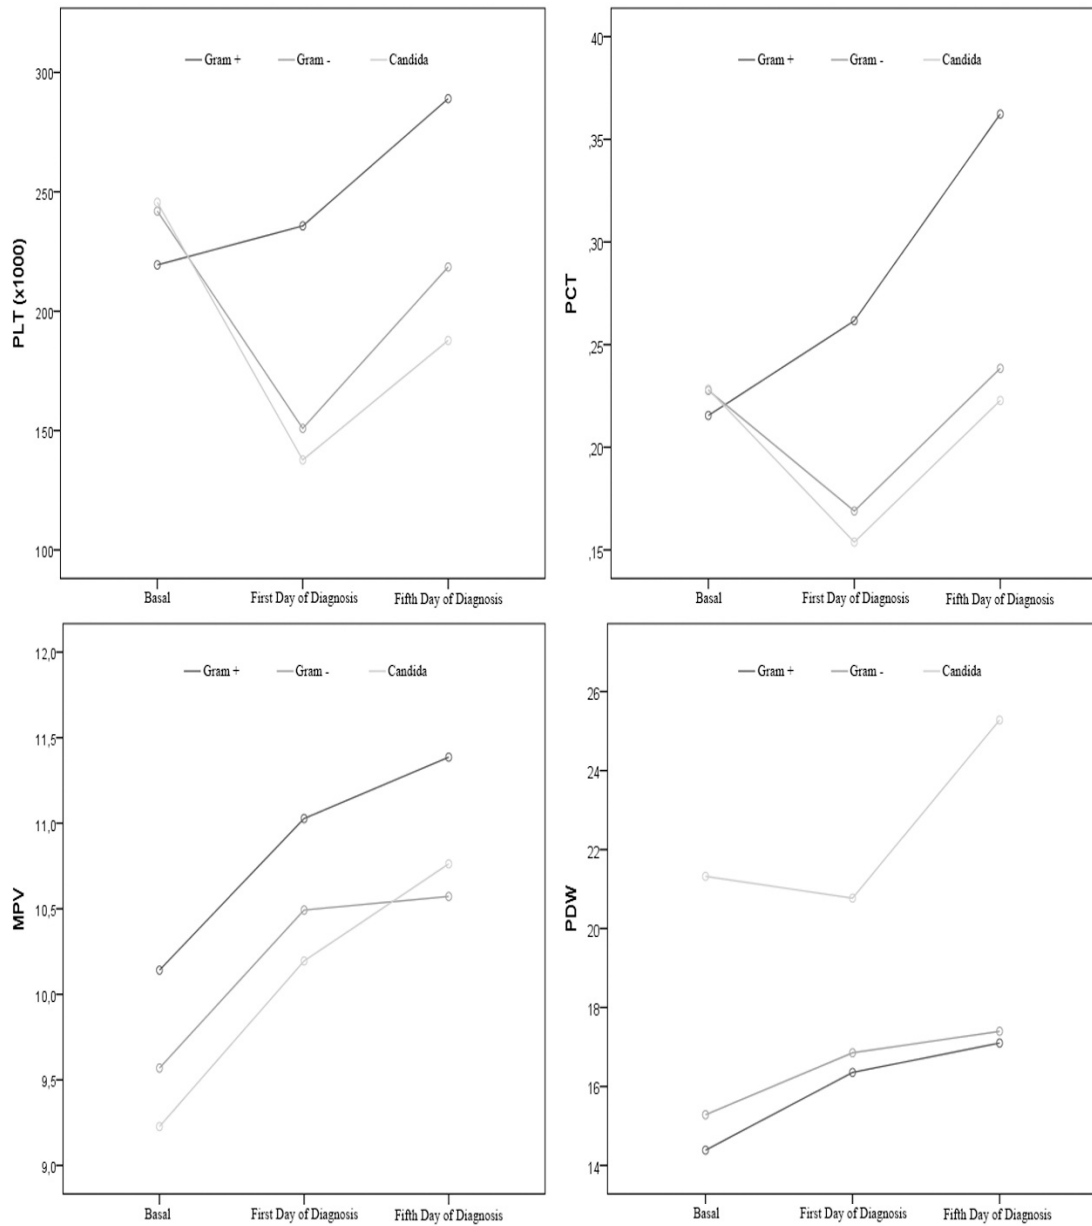 Gram + Gram - Candida
300
250
200
150
100
PLT (x1000)
Basal First Day of Diagnosis Fifth Day of Diagnosis
Gram + Gram - Candida
40
,35
,30
,25
,20
,15
PCT
Basal First Day of Diagnosis Fifth Day of Diagnosis
Gram + Gram - Candida
12,0
11,5
11,0
10,5
10,0
9,5
9,0
MPV
Basal First Day of Diagnosis Fifth Day of Diagnosis
Gram + Gram - Candida
26
24
22
20
18
16
14
PDW
Basal First Day of Diagnosis Fifth Day of Diagnosis